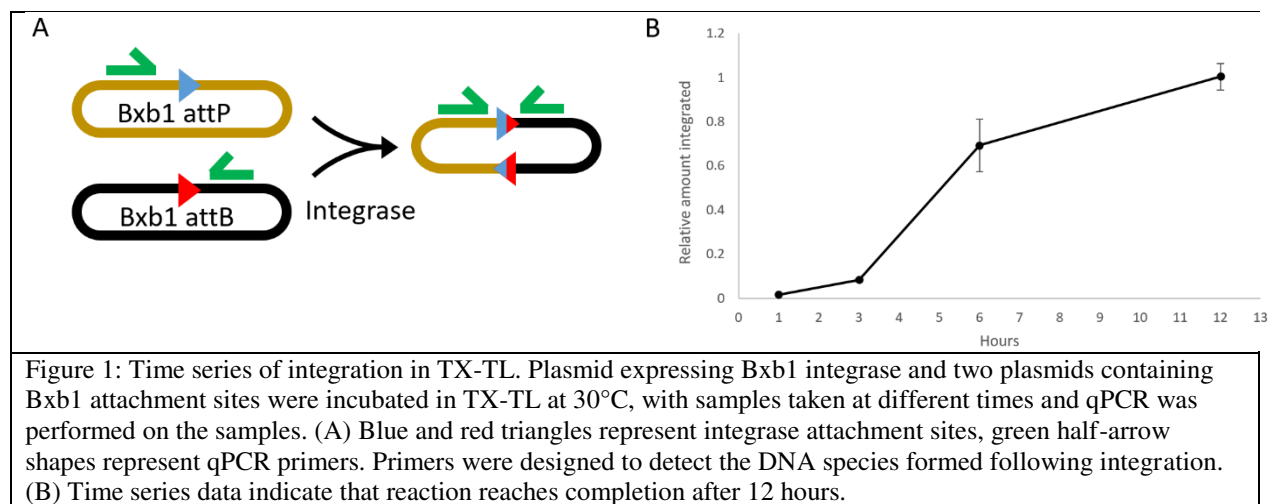 A
Bxb1 attP
Bxb1 attB
Integrase
B
Relative amount integrated
1.2
1
0.8
0.6
0.4
0.2
0
0 1 2 3 4 5 6 7 8 9 10 11 12 13
Hours
Figure 1: Time series of integration in TX-TL. Plasmid expressing Bxb1 integrase and two plasmids containing
Bxb1 attachment sites were incubated in TX-TL at 30°C, with samples taken at different times and qPCR was
performed on the samples. (A) Blue and red triangles represent integrase attachment sites, green half-arrow
shapes represent qPCR primers. Primers were designed to detect the DNA species formed following integration.
(B) Time series data indicate that reaction reaches completion after 12 hours.